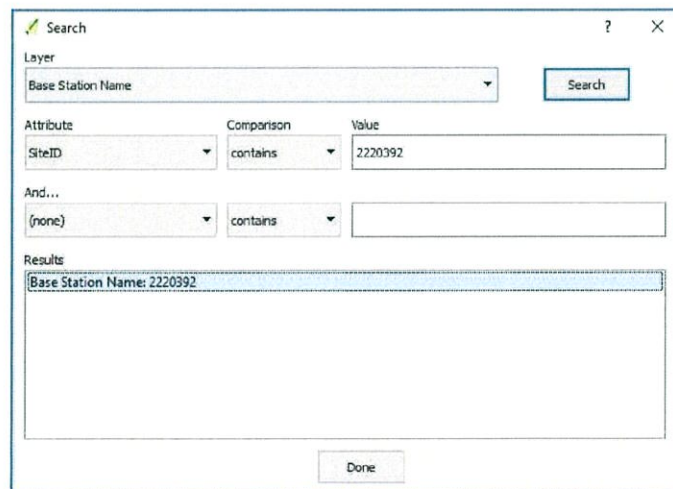 Search
Layer
Base Station Name
Search
Attribute Comparison Value
SiteID contains 2220392
And...
(none) contains
Results
Base Station Name: 2220392
Done